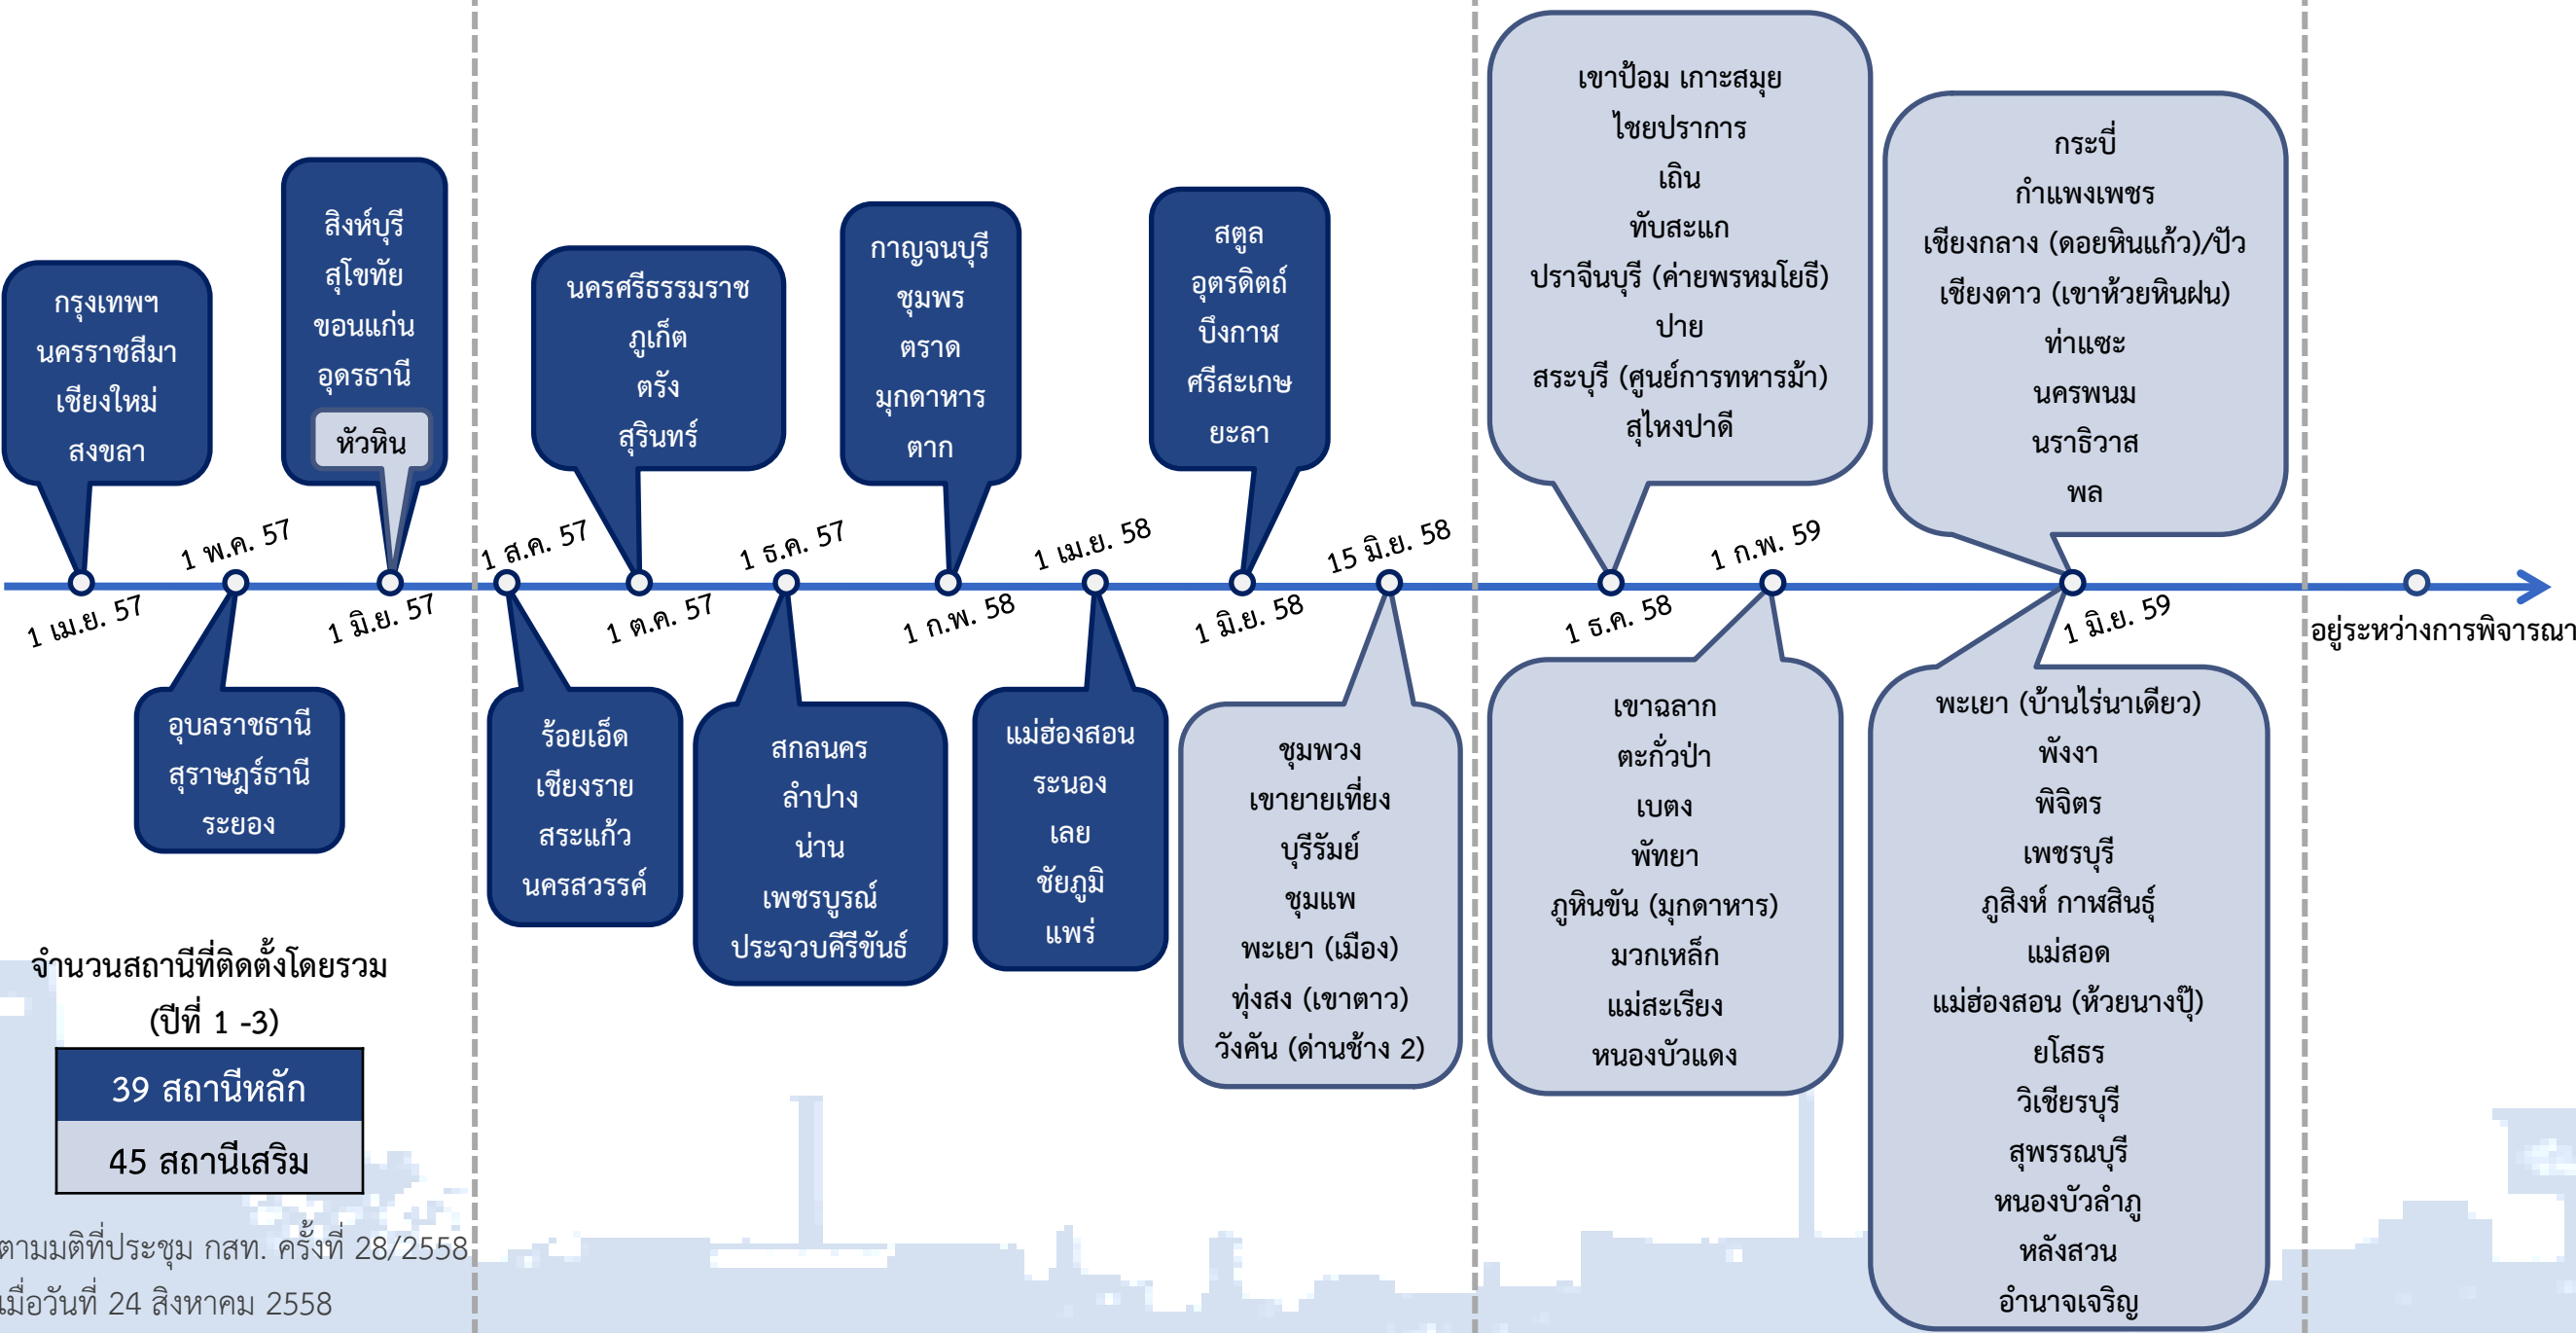 กรุงเทพฯ
นครราชสีมา
เชียงใหม่
สงขลา
1 เม.ย. 57
1 พ.ค. 57
อุบลราชธานี
สุราษฎร์ธานี
ระยอง
สิงห์บุรี
สุโขทัย
ขอนแก่น
อุดรธานี
หัวหิน
1 มิ.ย. 57
1 ส.ค. 57
ร้อยเอ็ด
เชียงราย
สระแก้ว
นครสวรรค์
นครศรีธรรมราช
ภูเก็ต
ตรัง
สุรินทร์
1 ต.ค. 57
1 ธ.ค. 57
สกลนคร
ลำปาง
น่าน
เพชรบูรณ์
ประจวบคีรีขันธ์
กาญจนบุรี
ชุมพร
ตราด
มุกดาหาร
ตาก
1 ก.พ. 58
1 เม.ย. 58
แม่ฮ่องสอน
ระนอง
เลย
ชัยภูมิ
แพร่
สตูล
อุตรดิตถ์
บึงกาฬ
ศรีสะเกษ
ยะลา
1 มิ.ย. 58
15 มิ.ย. 58
ชุมพวง
เขายายเที่ยง
บุรีรัมย์
ชุมแพ
พะเยา (เมือง)
ทุ่งสง (เขาตาว)
วังคัน (ด่านช้าง 2)
เขาป้อม เกาะสมุย
ไชยปราการ
เถิน
ทับสะแก
ปราจีนบุรี (ค่ายพรหมโยธี)
ปาย
สระบุรี (ศูนย์การทหารม้า)
สุไหงปาดี
1 ธ.ค. 58
1 ก.พ. 59
เขาฉลาก
ตะกั่วป่า
เบตง
พัทยา
ภูหินขัน (มุกดาหาร)
มวกเหล็ก
แม่สะเรียง
หนองบัวแดง
กระบี่
กำแพงเพชร
เชียงกลาง (ดอยหินแก้ว)/ปัว
เชียงดาว (เขาห้วยหินฝน)
ท่าแซะ
นครพนม
นราธิวาส
พล
1 มิ.ย. 59
พะเยา (บ้านไร่นาเดียว)
พังงา
พิจิตร
เพชรบุรี
ภูสิงห์ กาฬสินธุ์
แม่สอด
แม่ฮ่องสอน (ห้วยนางปุ๊)
ยโสธร
วิเชียรบุรี
สุพรรณบุรี
หนองบัวลำภู
หลังสวน
อำนาจเจริญ
อยู่ระหว่างการพิจารณา
จำนวนสถานีที่ติดตั้งโดยรวม
(ปีที่ 1 -3)
39 สถานีหลัก
45 สถานีเสริม
ตามมติที่ประชุม กสท. ครั้งที่ 28/2558
เมื่อวันที่ 24 สิงหาคม 2558